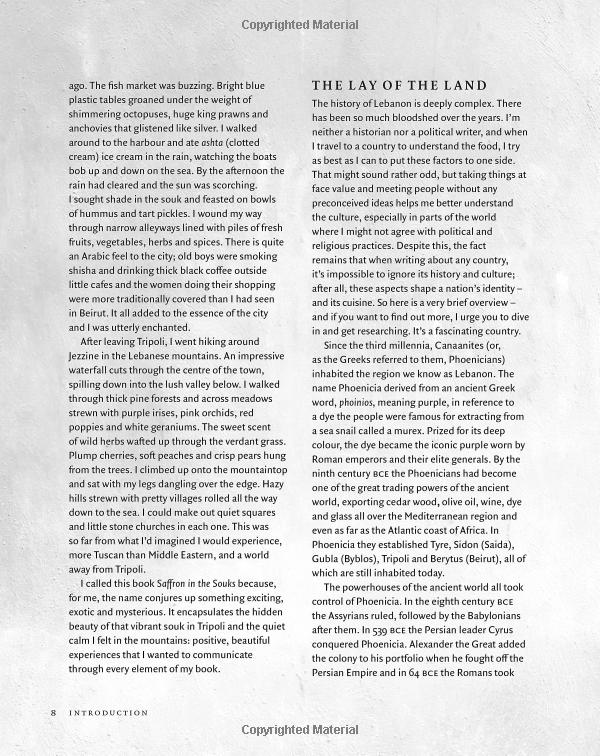 Copyrighted Material
ago. The fish market was buzzing. Bright blue
plastic tables groaned under the weight of
shimmering octopuses, huge king prawns and
anchovies that glistened like silver. I walked
around to the harbour and ate ashta (clotted
cream) ice cream in the rain, watching the boats
bob up and down on the sea. By the afternoon the
rain had cleared and the sun was scorching.
I sought shade in the souk and feasted on bowls
of hummus and tart pickles. I wound my way
through narrow alleyways lined with piles of fresh
fruits, vegetables, herbs and spices. There is quite
an Arabic feel to the city; old boys were smoking
shisha and drinking thick black coffee outside
little cafes and the women doing their shopping
were more traditionally covered than I had seen
in Beirut. It all added to the essence of the city
and I was utterly enchanted.
After leaving Tripoli, I went hiking around
Jezzine in the Lebanese mountains. An impressive
waterfall cuts through the centre of the town,
spilling down into the lush valley below. I walked
through thick pine forests and across meadows
strewn with purple irises, pink orchids, red
poppies and white geraniums. The sweet scent
of wild herbs wafted up through the verdant grass.
Plump cherries, soft peaches and crisp pears hung
from the trees. I climbed up onto the mountaintop
and sat with my legs dangling over the edge. Hazy
hills strewn with pretty villages rolled all the way
down to the sea. I could make out quiet squares
and little stone churches in each one. This was
so far from what I'd imagined I would experience,
more Tuscan than Middle Eastern, and a world
away from Tripoli.
I called this book Saffron in the Souks because,
for me, the name conjures up something exciting,
exotic and mysterious. It encapsulates the hidden
beauty of that vibrant souk in Tripoli and the quiet
calm I felt in the mountains: positive, beautiful
experiences that I wanted to communicate
through every element of my book.
THE LAY OF THE LAND
The history of Lebanon is deeply complex. There
has been so much bloodshed over the years. I'm
neither a historian nor a political writer, and when
I travel to a country to understand the food, I try
as best as I can to put these factors to one side.
That might sound rather odd, but taking things at
face value and meeting people without any
preconceived ideas helps me better understand
the culture, especially in parts of the world
where I might not agree with political and
religious practices. Despite this, the fact
remains that when writing about any country,
it's impossible to ignore its history and culture;
after all, these aspects shape a nation's identity –
and its cuisine. So here is a very brief overview –
and if you want to find out more, I urge you to dive
in and get researching. It's a fascinating country.
Since the third millennia, Canaanites (or,
as the Greeks referred to them, Phoenicians)
inhabited the region we know as Lebanon. The
name Phoenicia derived from an ancient Greek
word, phoinios, meaning purple, in reference to
a dye the people were famous for extracting from
a sea snail called a murex. Prized for its deep
colour, the dye became the iconic purple worn by
Roman emperors and their elite generals. By the
ninth century BCE the Phoenicians had become
one of the great trading powers of the ancient
world, exporting cedar wood, olive oil, wine, dye
and glass all over the Mediterranean region and
even as far as the Atlantic coast of Africa. In
Phoenicia they established Tyre, Sidon (Saida),
Gubla (Byblos), Tripoli and Berytus (Beirut), all of
which are still inhabited today.
The powerhouses of the ancient world all took
control of Phoenicia. In the eighth century BCE
the Assyrians ruled, followed by the Babylonians
after them. In 539 BCE the Persian leader Cyrus
conquered Phoenicia. Alexander the Great added
the colony to his portfolio when he fought off the
Persian Empire and in 64 BCE the Romans took
8 INTRODUCTION
Copyrighted Material